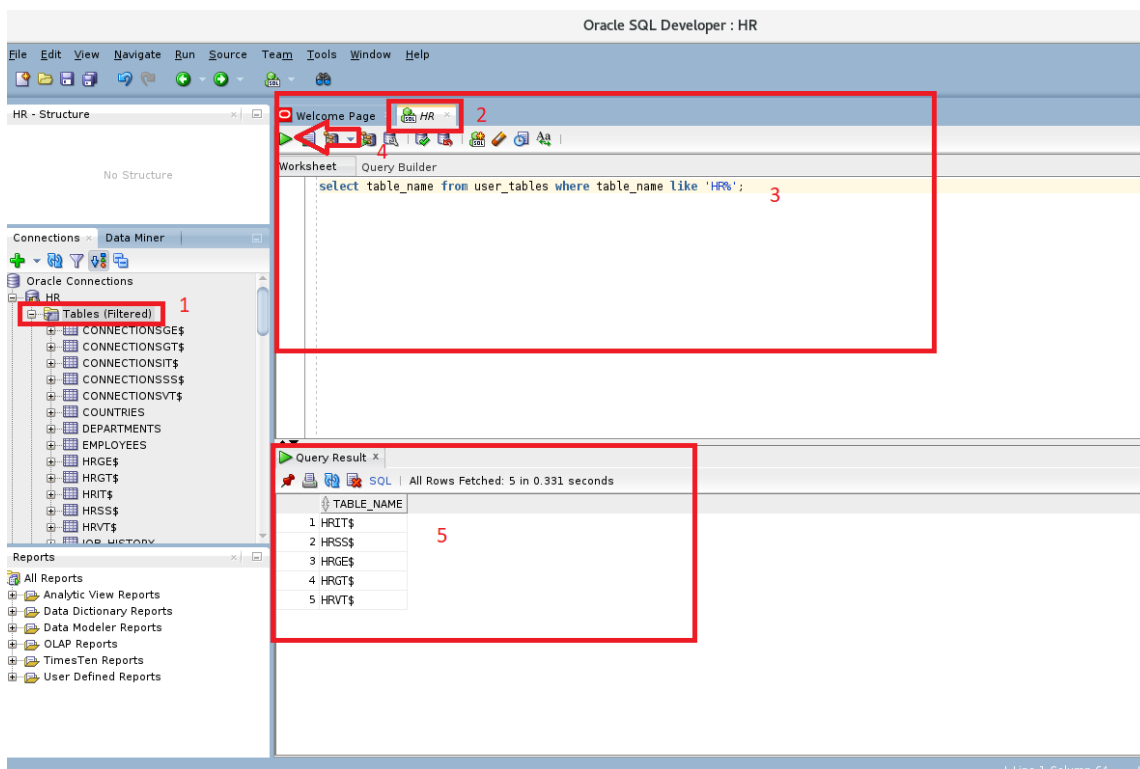 Oracle SQL Developer : HR
File Edit View Navigate Run Source Team Tools Window Help
HR - Structure
No Structure
Connections
Data Miner
Oracle Connections
HR
Tables (Filtered)
1
CONNECTIONSGE$
CONNECTIONSGT$
CONNECTIONSIT$
CONNECTIONSSS$
CONNECTIONSVT$
COUNTRIES
DEPARTMENTS
EMPLOYEES
HRGE$
HRGT$
HRIT$
HRSS$
HRVT$
JOB_HISTORY
Reports
All Reports
Analytic View Reports
Data Dictionary Reports
Data Modeler Reports
OLAP Reports
TimesTen Reports
User Defined Reports
Welcome Page
HR
2
4
Worksheet Query Builder
select table_name from user_tables where table_name like 'HR%';
3
Query Result
SQL | All Rows Fetched: 5 in 0.331 seconds
TABLE_NAME
1 HRIT$
2 HRSS$
3 HRGE$
4 HRGT$
5 HRVT$
5